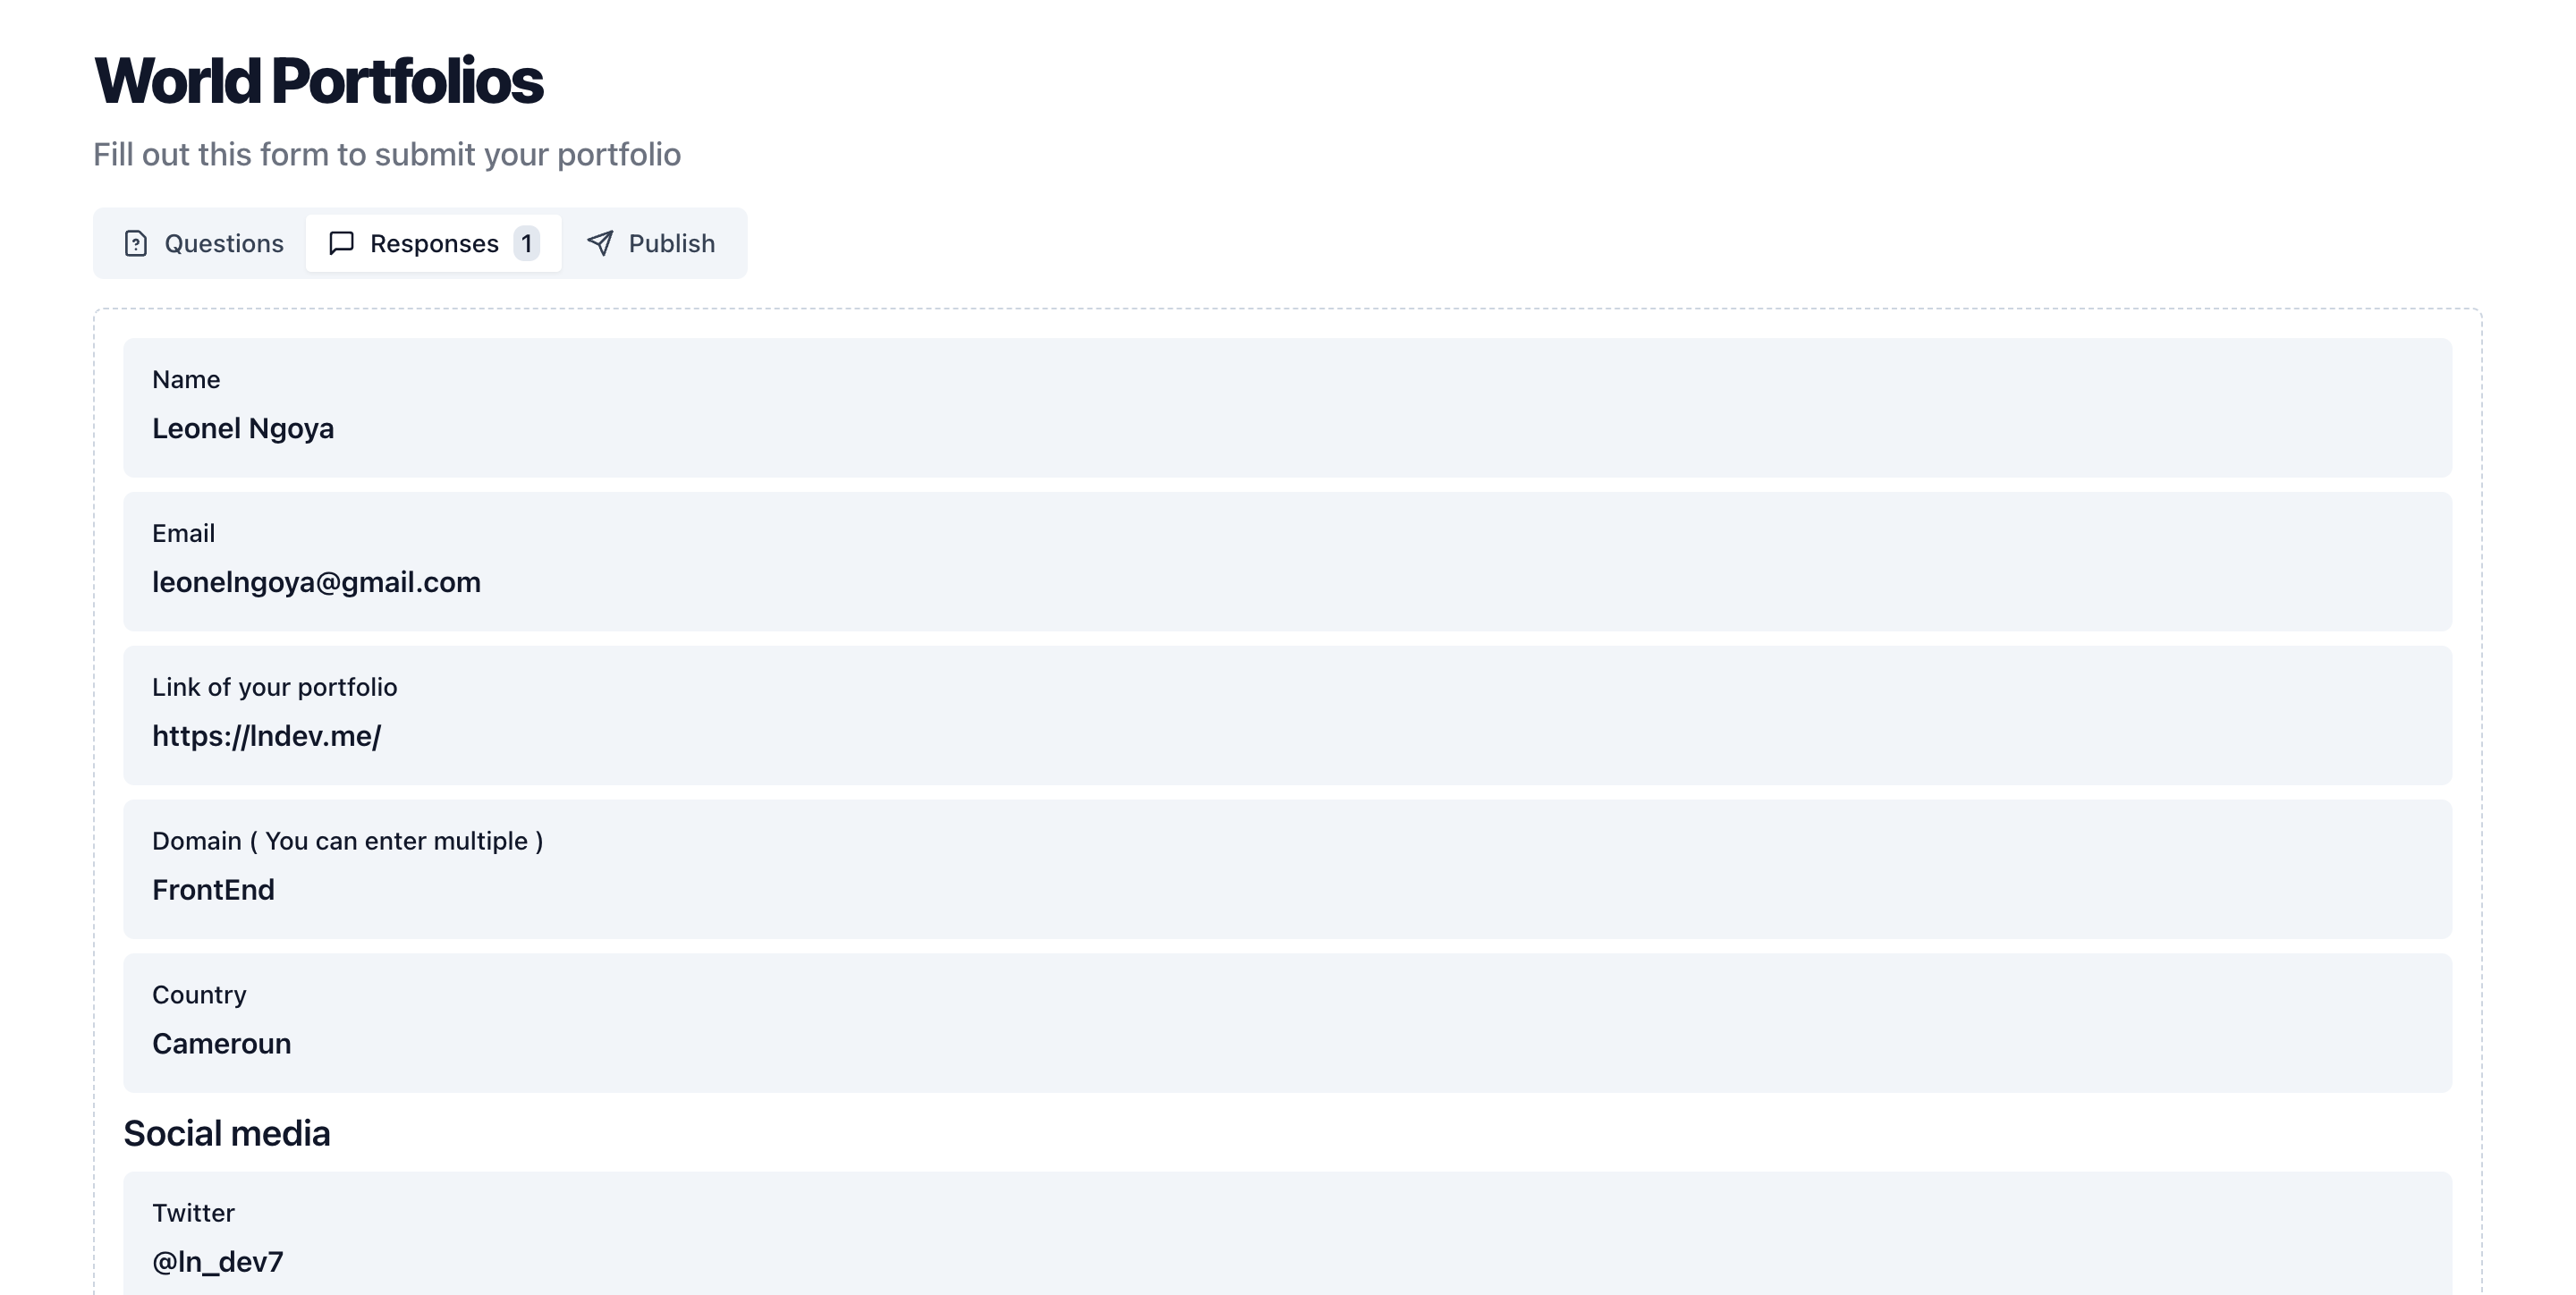 World Portfolios
Fill out this form to submit your portfolio
Questions
Responses 1
Publish
Name
Leonel Ngoya
Email
leonelngoya@gmail.com
Link of your portfolio
https://lndev.me/
Domain ( You can enter multiple )
FrontEnd
Country
Cameroun
Social media
Twitter
@ln_dev7